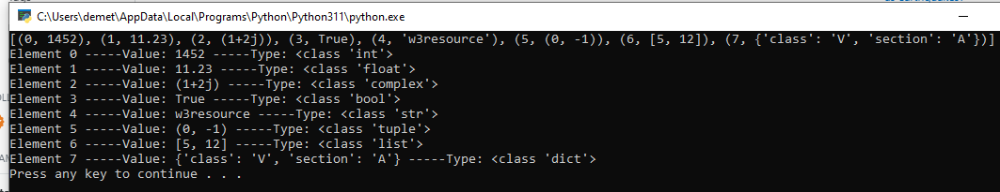 C:\Users\demet\AppData\Local\Programs\Python\Python311\python.exe
[(0, 1452), (1, 11.23), (2, (1+2j)), (3, True), (4, 'w3resource'), (5, (0, -1)), (6, [5, 12]), (7, {'class': 'V', 'section': 'A'})]
Element 0 -----Value: 1452 -----Type: <class 'int'>
Element 1 -----Value: 11.23 -----Type: <class 'float'>
Element 2 -----Value: (1+2j) -----Type: <class 'complex'>
Element 3 -----Value: True -----Type: <class 'bool'>
Element 4 -----Value: w3resource -----Type: <class 'str'>
Element 5 -----Value: (0, -1) -----Type: <class 'tuple'>
Element 6 -----Value: [5, 12] -----Type: <class 'list'>
Element 7 -----Value: {'class': 'V', 'section': 'A'} -----Type: <class 'dict'>
Press any key to continue . . .